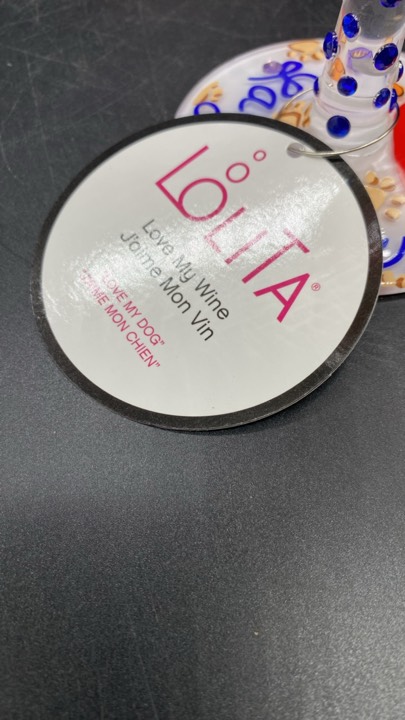 LOLITA®
Love My Wine
J'aime Mon Vin
"LOVE MY DOG"
"J'AIME MON CHIEN"